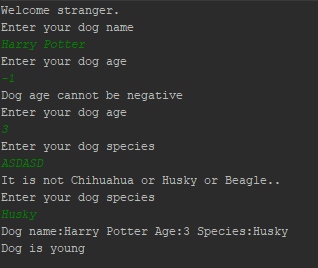 Welcome stranger.
Enter your dog name
Harry Potter
Enter your dog age
-1
Dog age cannot be negative
Enter your dog age
3
Enter your dog species
ASDASD
It is not Chihuahua or Husky or Beagle..
Enter your dog species
Husky
Dog name:Harry Potter Age:3 Species:Husky
Dog is young